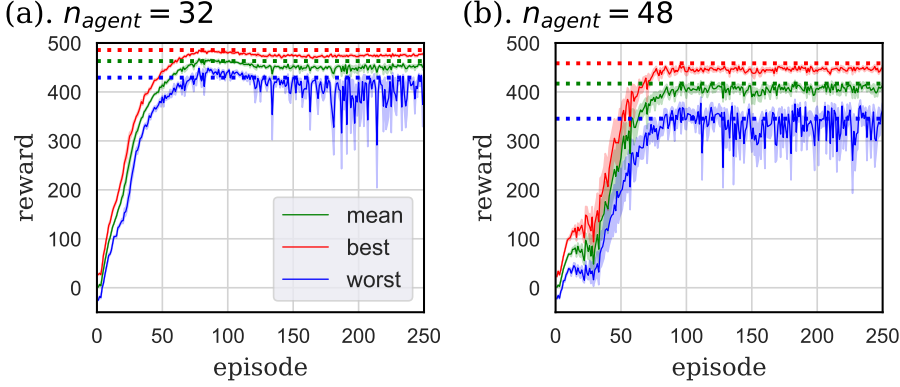 (a). n_agent = 32
500
400
300
200
100
0
reward
mean
best
worst
0 50 100 150 200 250
episode
(b). n_agent = 48
500
400
300
200
100
0
reward
0 50 100 150 200 250
episode